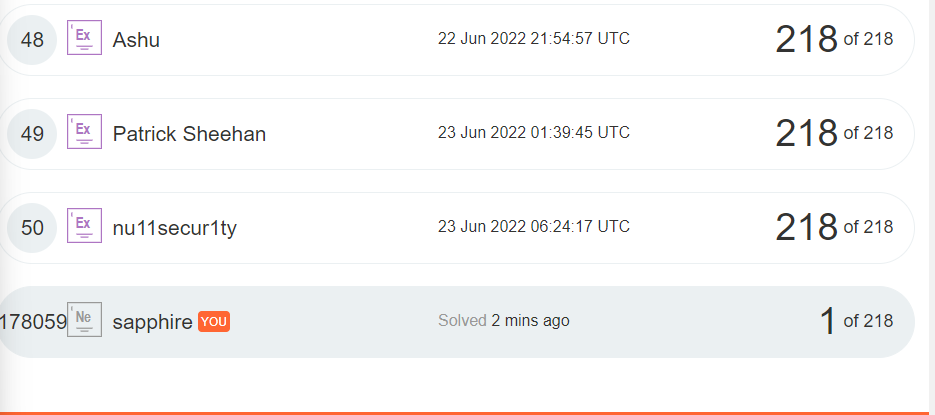 48 Ex Ashu 22 Jun 2022 21:54:57 UTC 218 of 218
49 Ex Patrick Sheehan 23 Jun 2022 01:39:45 UTC 218 of 218
50 Ex nu11secur1ty 23 Jun 2022 06:24:17 UTC 218 of 218
178059 Ne sapphire YOU Solved 2 mins ago 1 of 218